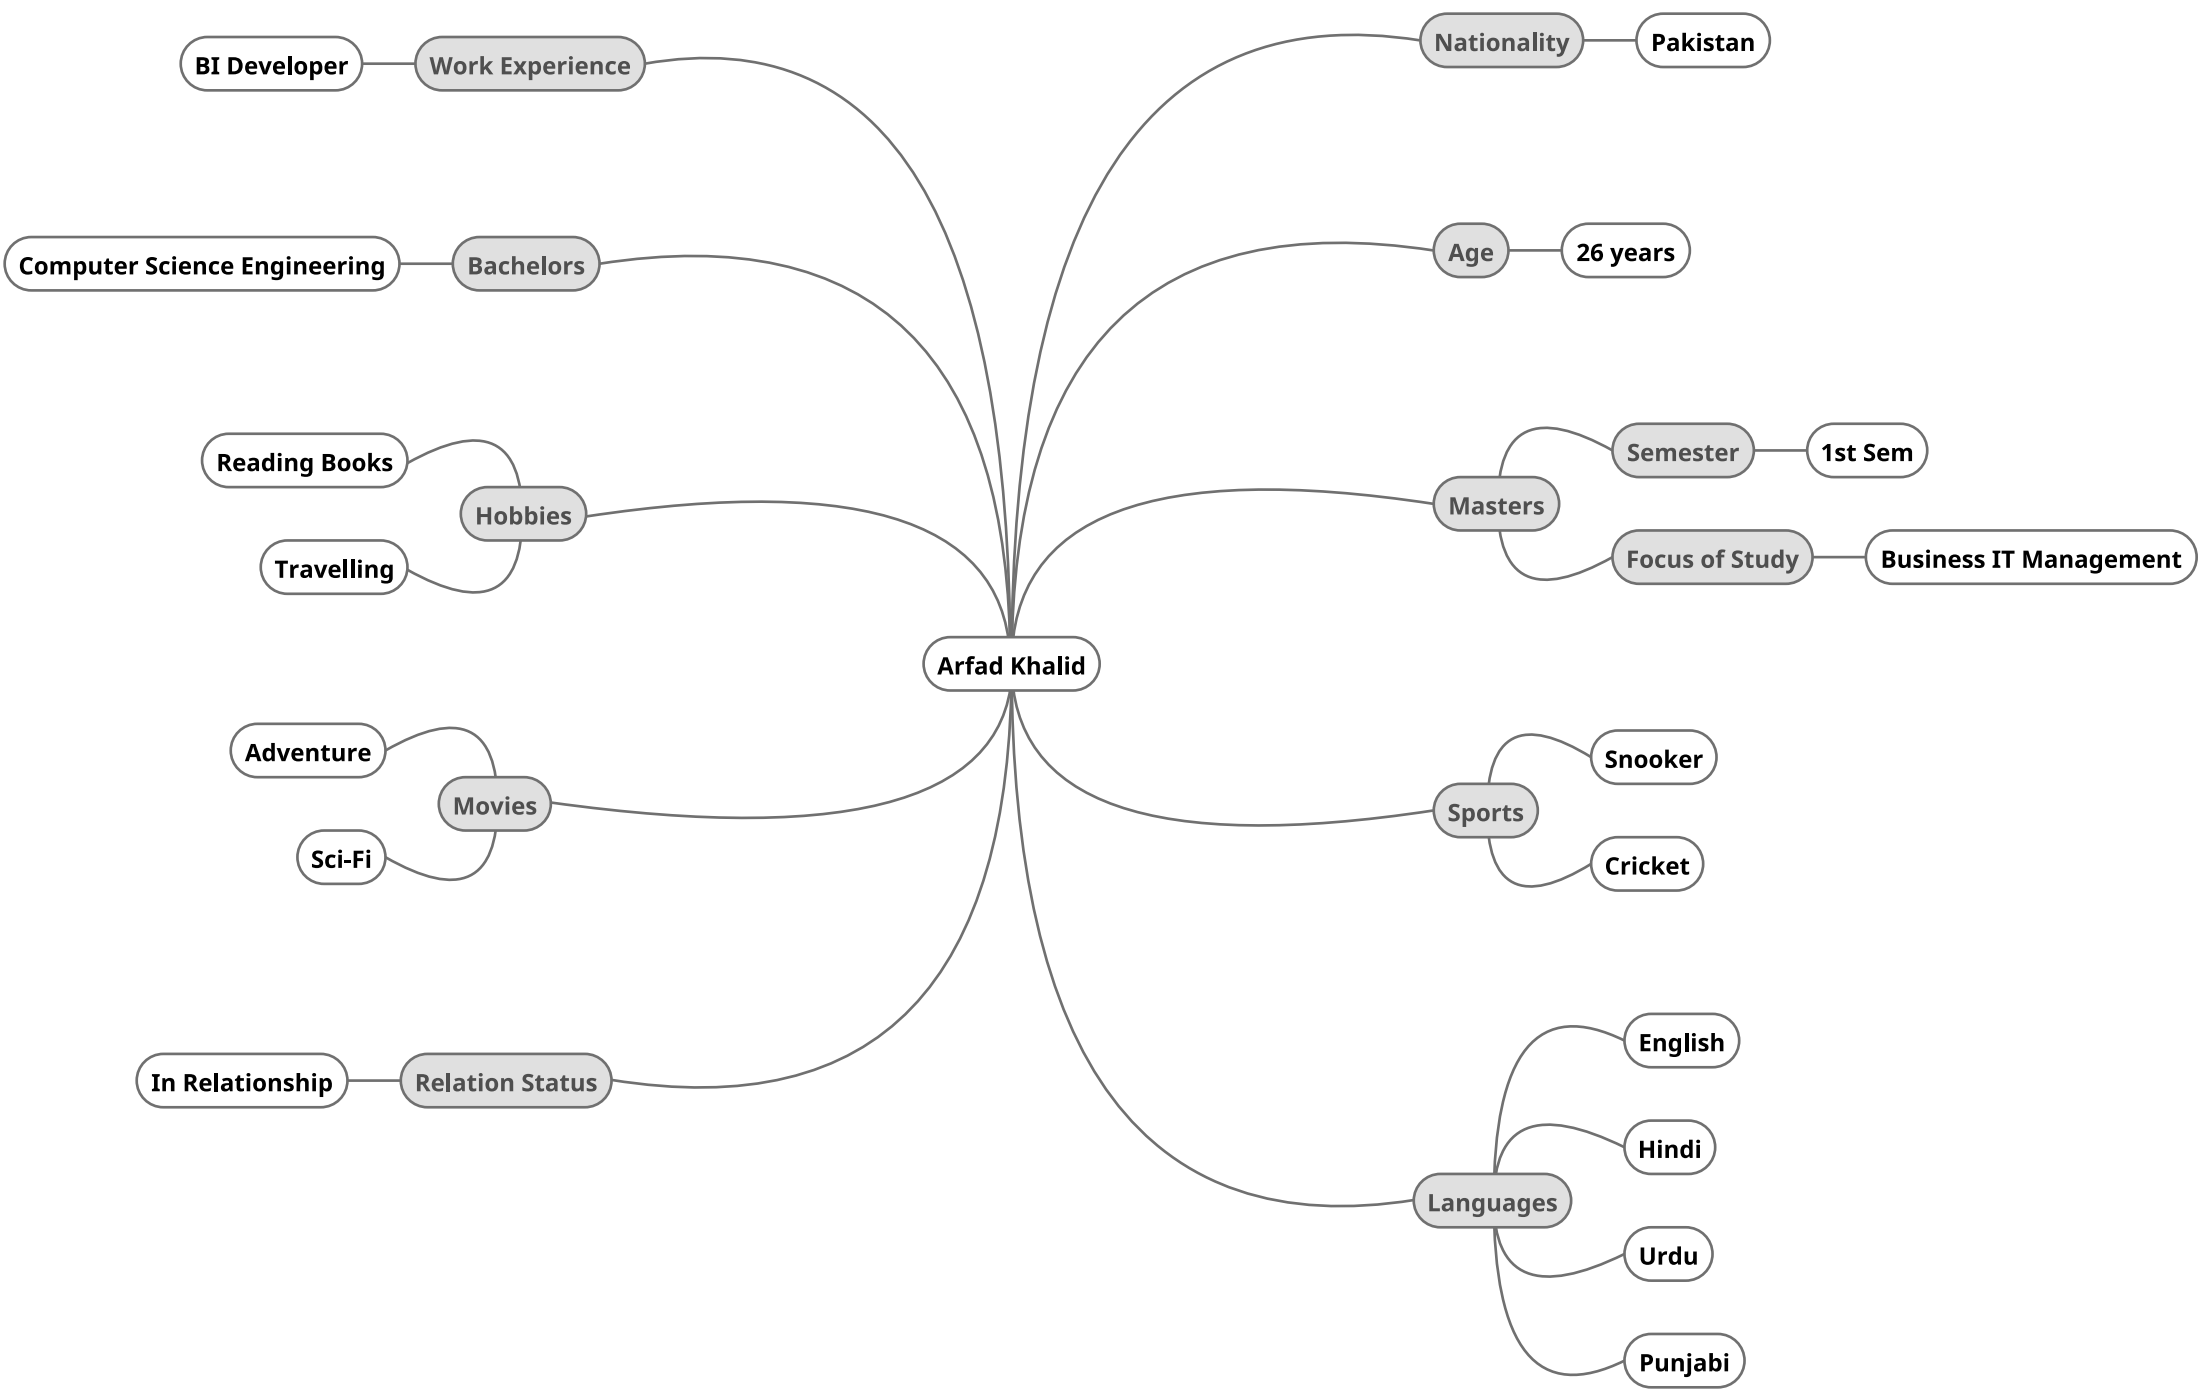 Arfad Khalid
Work Experience
BI Developer
Bachelors
Computer Science Engineering
Hobbies
Reading Books
Travelling
Movies
Adventure
Sci-Fi
Relation Status
In Relationship
Nationality
Pakistan
Age
26 years
Masters
Semester
1st Sem
Focus of Study
Business IT Management
Sports
Snooker
Cricket
Languages
English
Hindi
Urdu
Punjabi